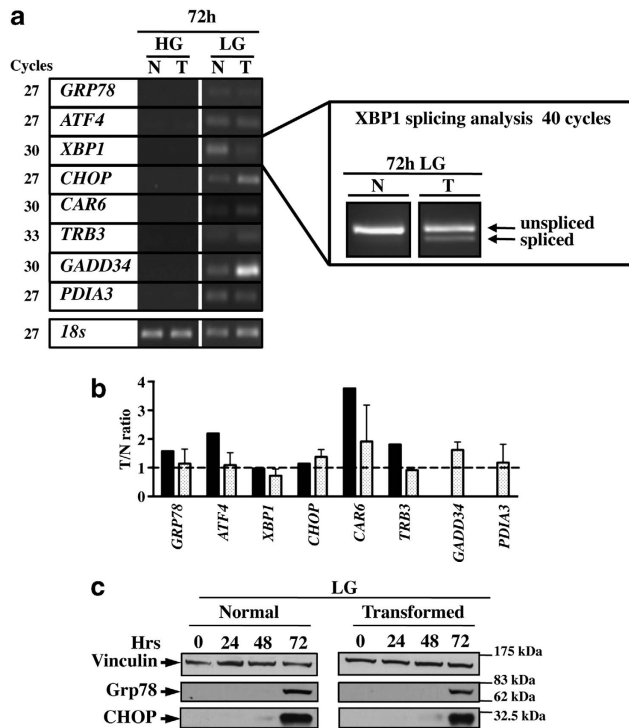 a
72h
HG LG
Cycles N T N T
27 GRP78
27 ATF4
30 XBP1
27 CHOP
30 CAR6
33 TRB3
30 GADD34
27 PDIA3
27 18s
XBP1 splicing analysis 40 cycles
72h LG
N T
unspliced
spliced
b
T/N ratio
4
3
2
1
0
GRP78 ATF4 XBP1 CHOP CAR6 TRB3 GADD34 PDIA3
c
LG
Normal Transformed
Hrs 0 24 48 72 0 24 48 72
Vinculin
Grp78
CHOP
175 kDa
83 kDa
62 kDa
32.5 kDa